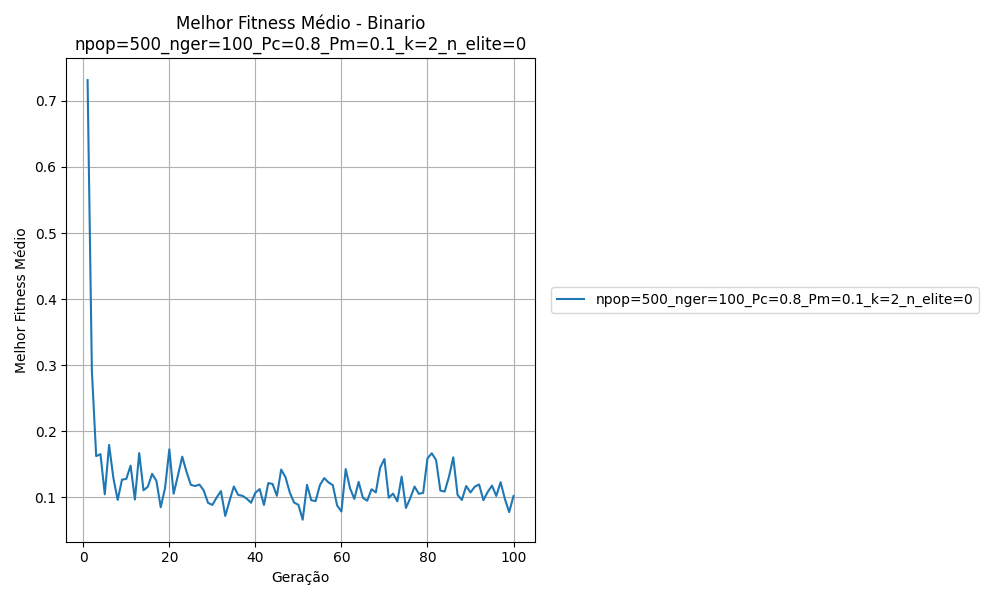 Melhor Fitness Médio - Binario
npop=500_nger=100_Pc=0.8_Pm=0.1_k=2_n_elite=0
Melhor Fitness Médio
0.7
0.6
0.5
0.4
0.3
0.2
0.1
0
20
40
60
80
100
Geração
npop=500_nger=100_Pc=0.8_Pm=0.1_k=2_n_elite=0